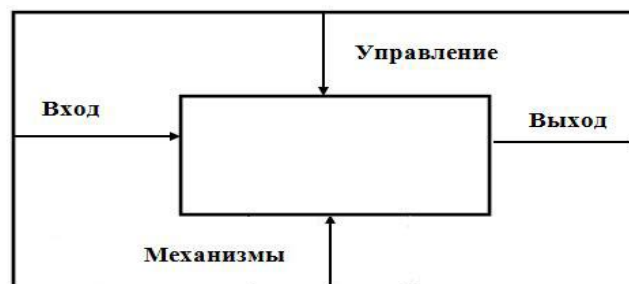 Управление
Вход
Выход
Механизмы